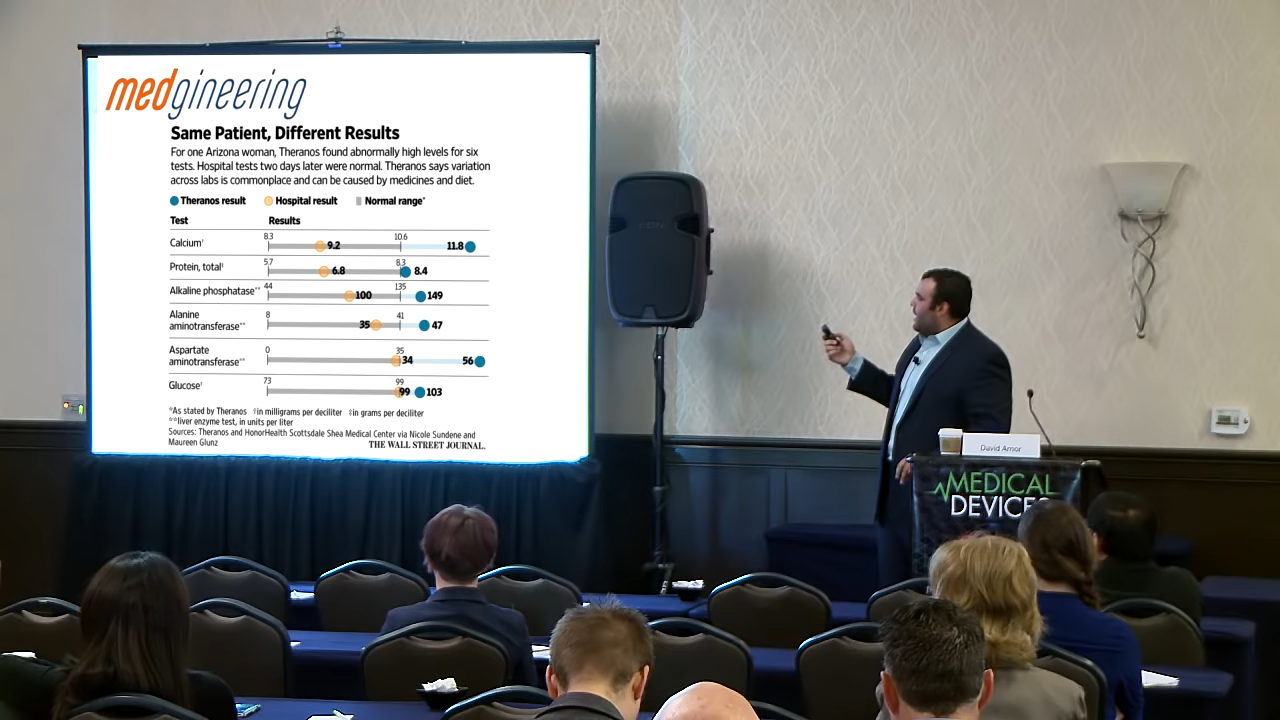 medgineering
Same Patient, Different Results
For one Arizona woman, Theranos found abnormally high levels for six
tests. Hospital tests two days later were normal. Theranos says variation
across labs is commonplace and can be caused by medicines and diet.
Theranos result Hospital result Normal range*
Test Results
8.3 10.6
Calcium† 9.2 11.8
5.7 8.3
Protein, total‡ 6.8 8.4
44 135
Alkaline phosphatase** 100 149
Alanine 8 41
aminotransferase** 35 47
Aspartate 0 35
aminotransferase** 34 56
73 99
Glucose† 99 103
*As stated by Theranos †in milligrams per deciliter ‡in grams per deciliter
**liver enzyme test, in units per liter
Sources: Theranos and HonorHealth Scottsdale Shea Medical Center via Nicole Sundene and
Maureen Glunz
THE WALL STREET JOURNAL.
David Amor
MEDICAL
DEVICES